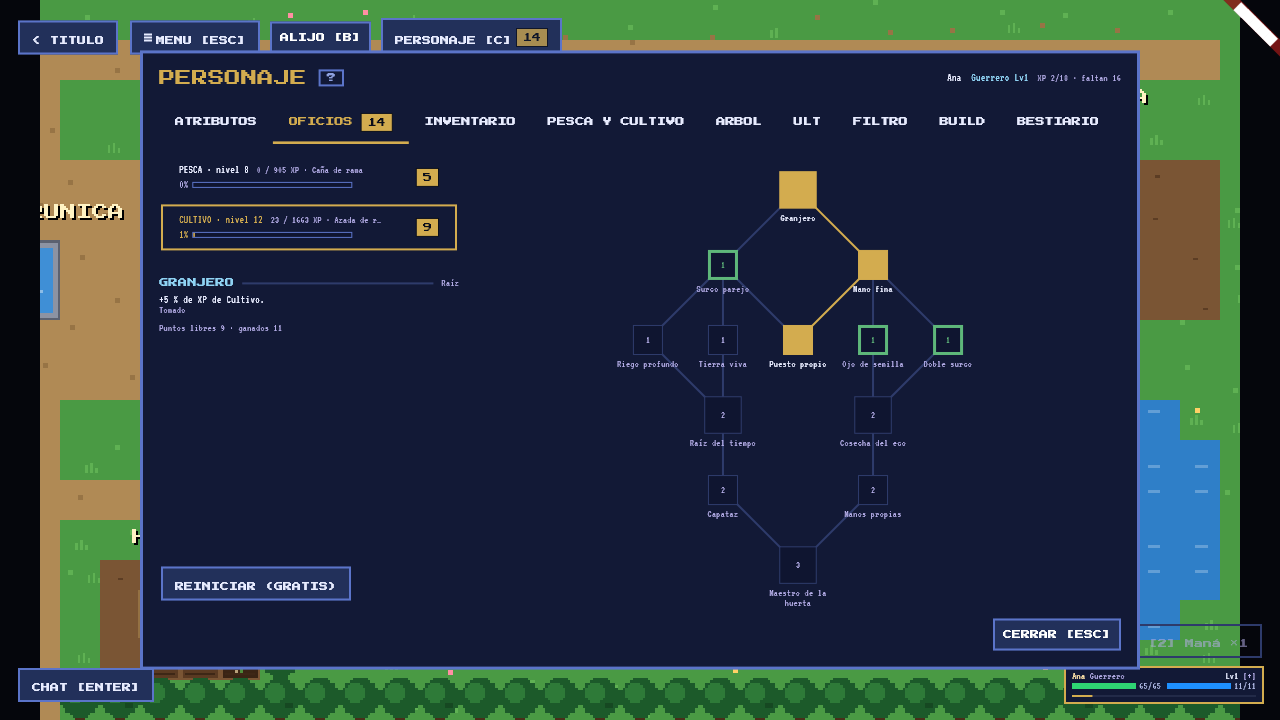 < TITULO
≡MENU [ESC]
ALIJO [B]
PERSONAJE [C] 14
PERSONAJE ?
Ana Guerrero Lv1 XP 2/18 · faltan 16
ATRIBUTOS OFICIOS 14 INVENTARIO PESCA Y CULTIVO ARBOL ULT FILTRO BUILD BESTIARIO
PESCA · nivel 8 0 / 905 XP · Caña de rama
0%
5
CULTIVO · nivel 12 23 / 1663 XP · Azada de r…
1%
9
GRANJERO Raíz
+5 % de XP de Cultivo.
Tomado
Puntos libres 9 · ganados 11
Granjero
1
Surco parejo
Mano fina
1
Riego profundo
1
Tierra viva
Puesto propio
1
Ojo de semilla
1
Doble surco
2
Raíz del tiempo
2
Cosecha del eco
2
Capataz
2
Manos propias
3
Maestro de la
huerta
REINICIAR (GRATIS)
CERRAR [ESC]
UNICA
A
H
[2] Maná ×1
CHAT [ENTER]
Ana Guerrero Lv1 [+]
65/65 11/11